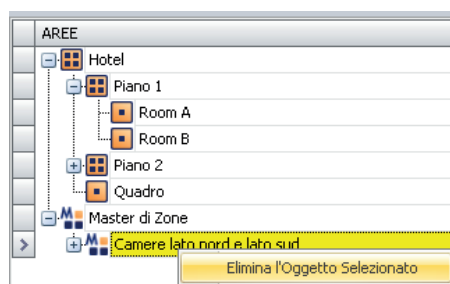 AREE
Hotel
Piano 1
Room A
Room B
Piano 2
Quadro
Master di Zone
Camere lato nord e lato sud
Elimina l'Oggetto Selezionato